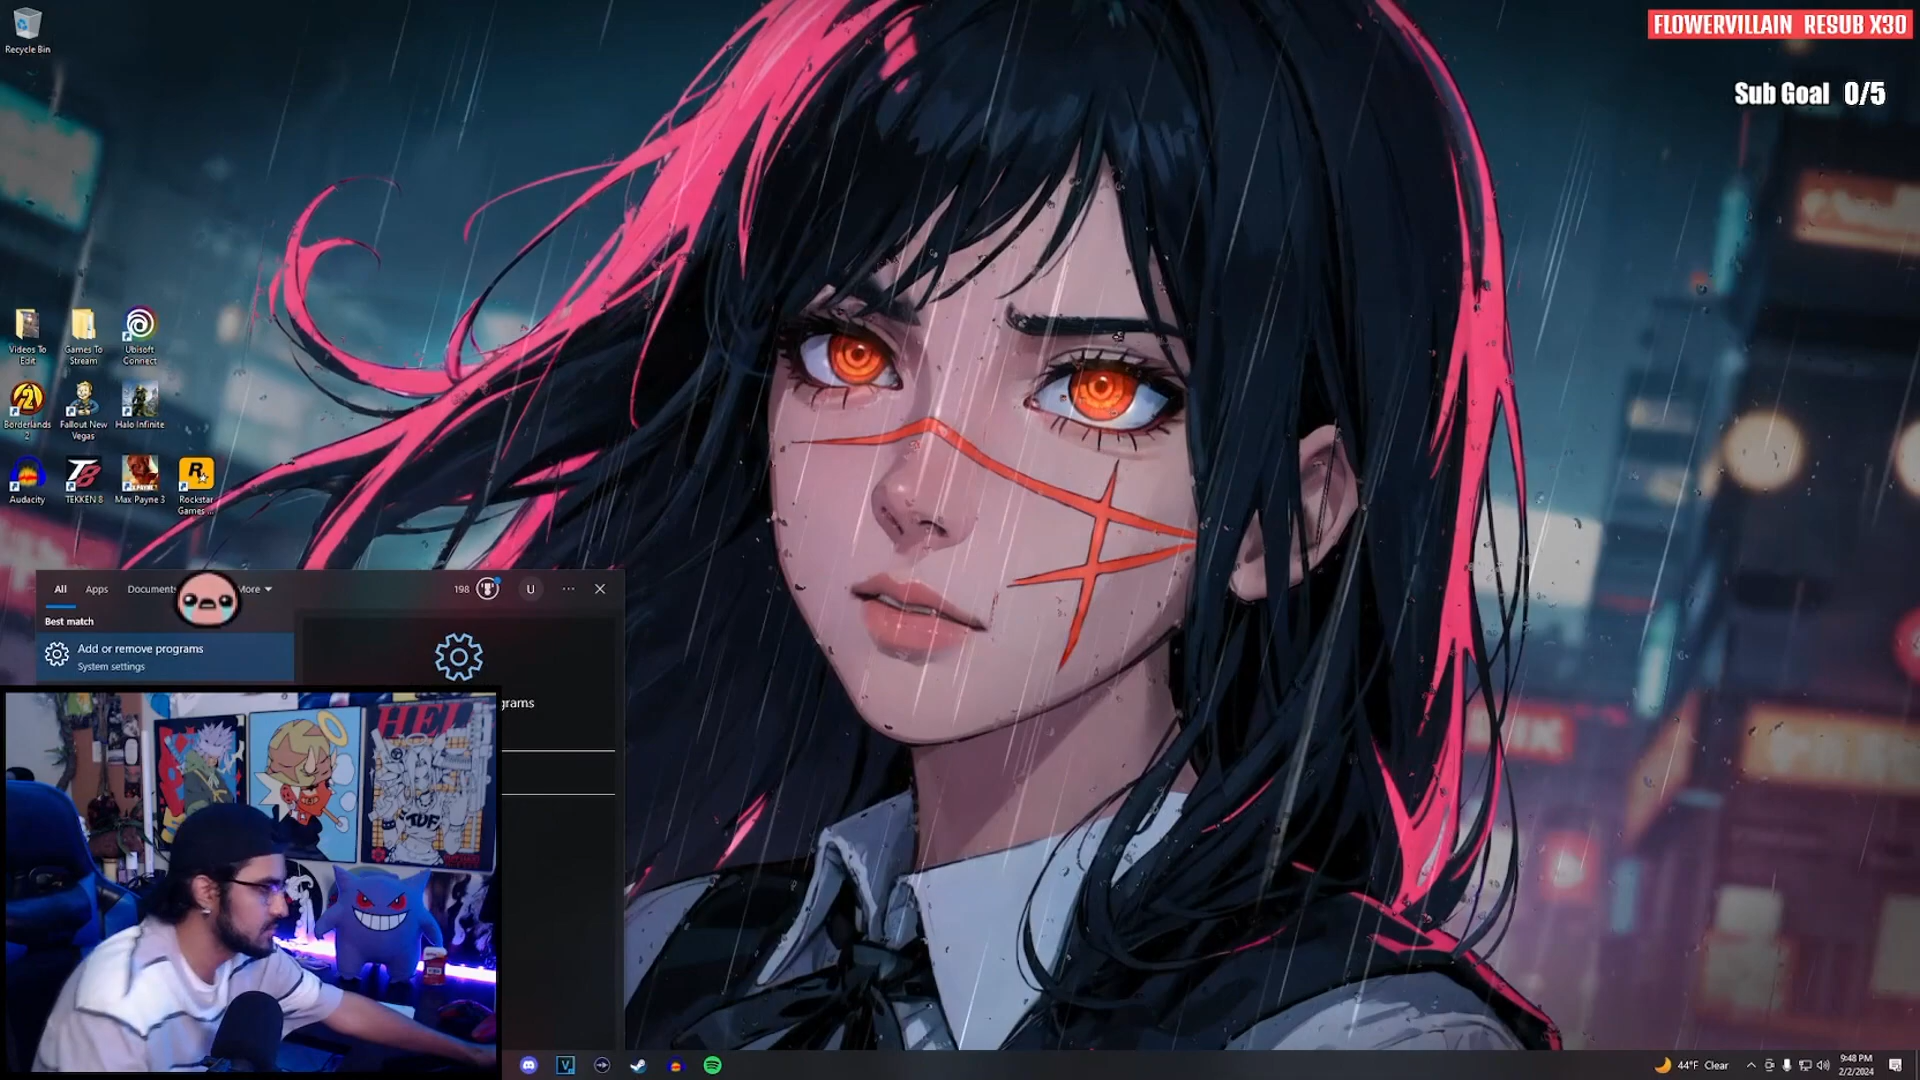 Recycle Bin
FLOWERVILLAIN RESUB X30
Sub Goal 0/5
Videos To
Edit
Games To
Stream
Ubisoft
Connect
Borderlands
2
Fallout New
Vegas
Halo Infinite
Audacity
TEKKEN 8
Max Payne 3
Rockstar
Games ...
All
Apps
Documents
More
198
U
Best match
Add or remove programs
System settings
grams
44°F Clear
9:48 PM
2/2/2024